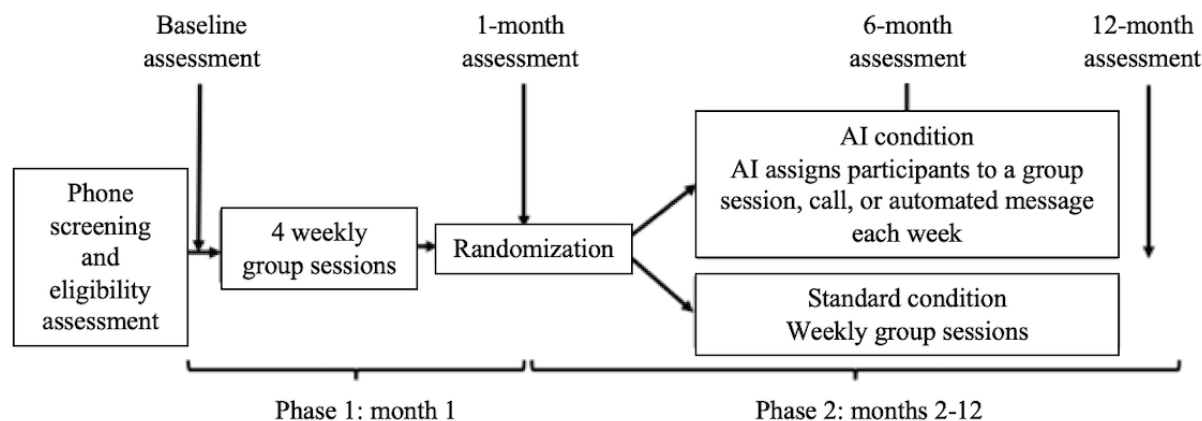 Baseline
assessment
1-month
assessment
6-month
assessment
12-month
assessment
Phone
screening
and
eligibility
assessment
4 weekly
group sessions
Randomization
AI condition
AI assigns participants to a group
session, call, or automated message
each week
Standard condition
Weekly group sessions
Phase 1: month 1
Phase 2: months 2-12